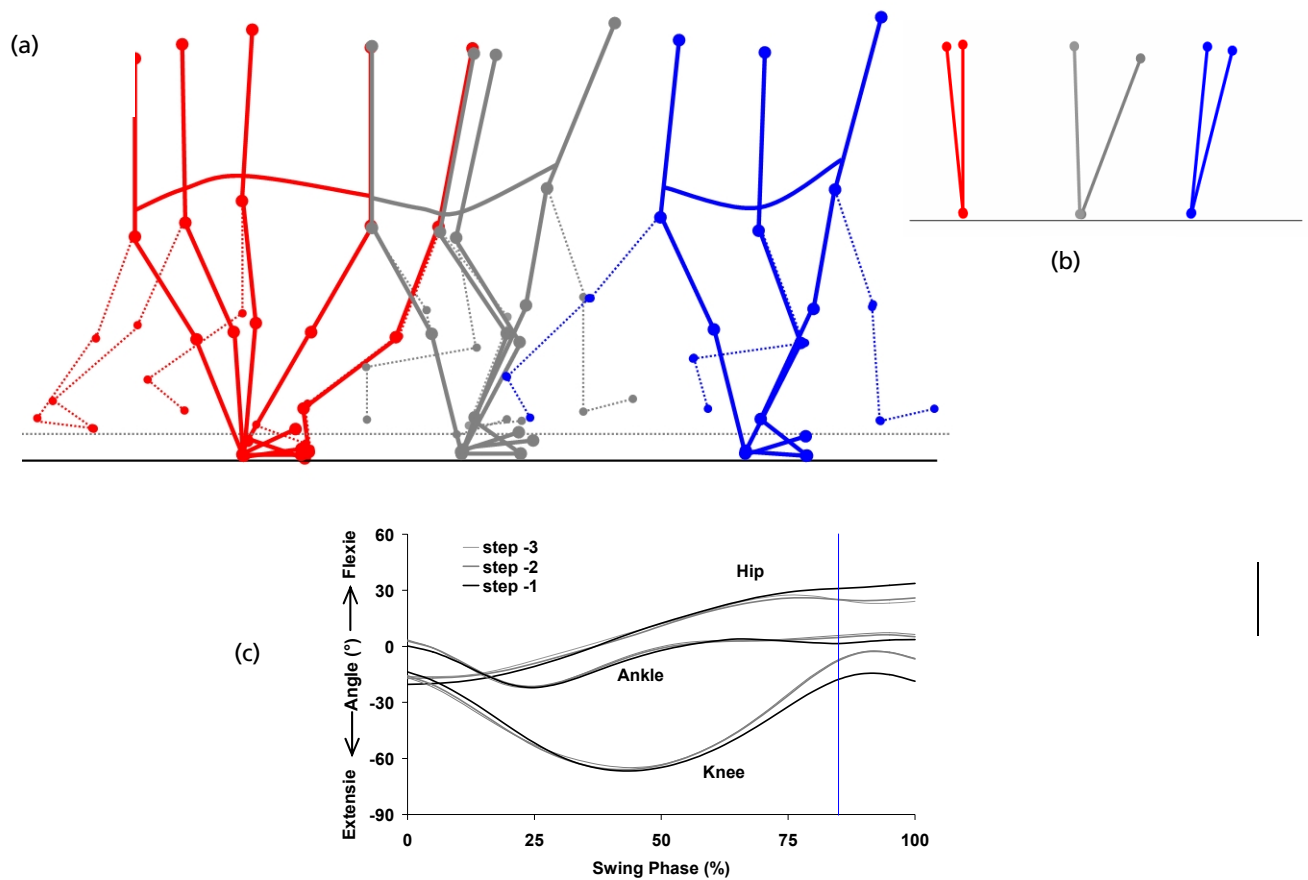 (a)
(b)
(c)
Extensie ← Angle (°) → Flexie
60
30
0
-30
-60
-90
step -3
step -2
step -1
Hip
Ankle
Knee
0 25 50 75 100
Swing Phase (%)